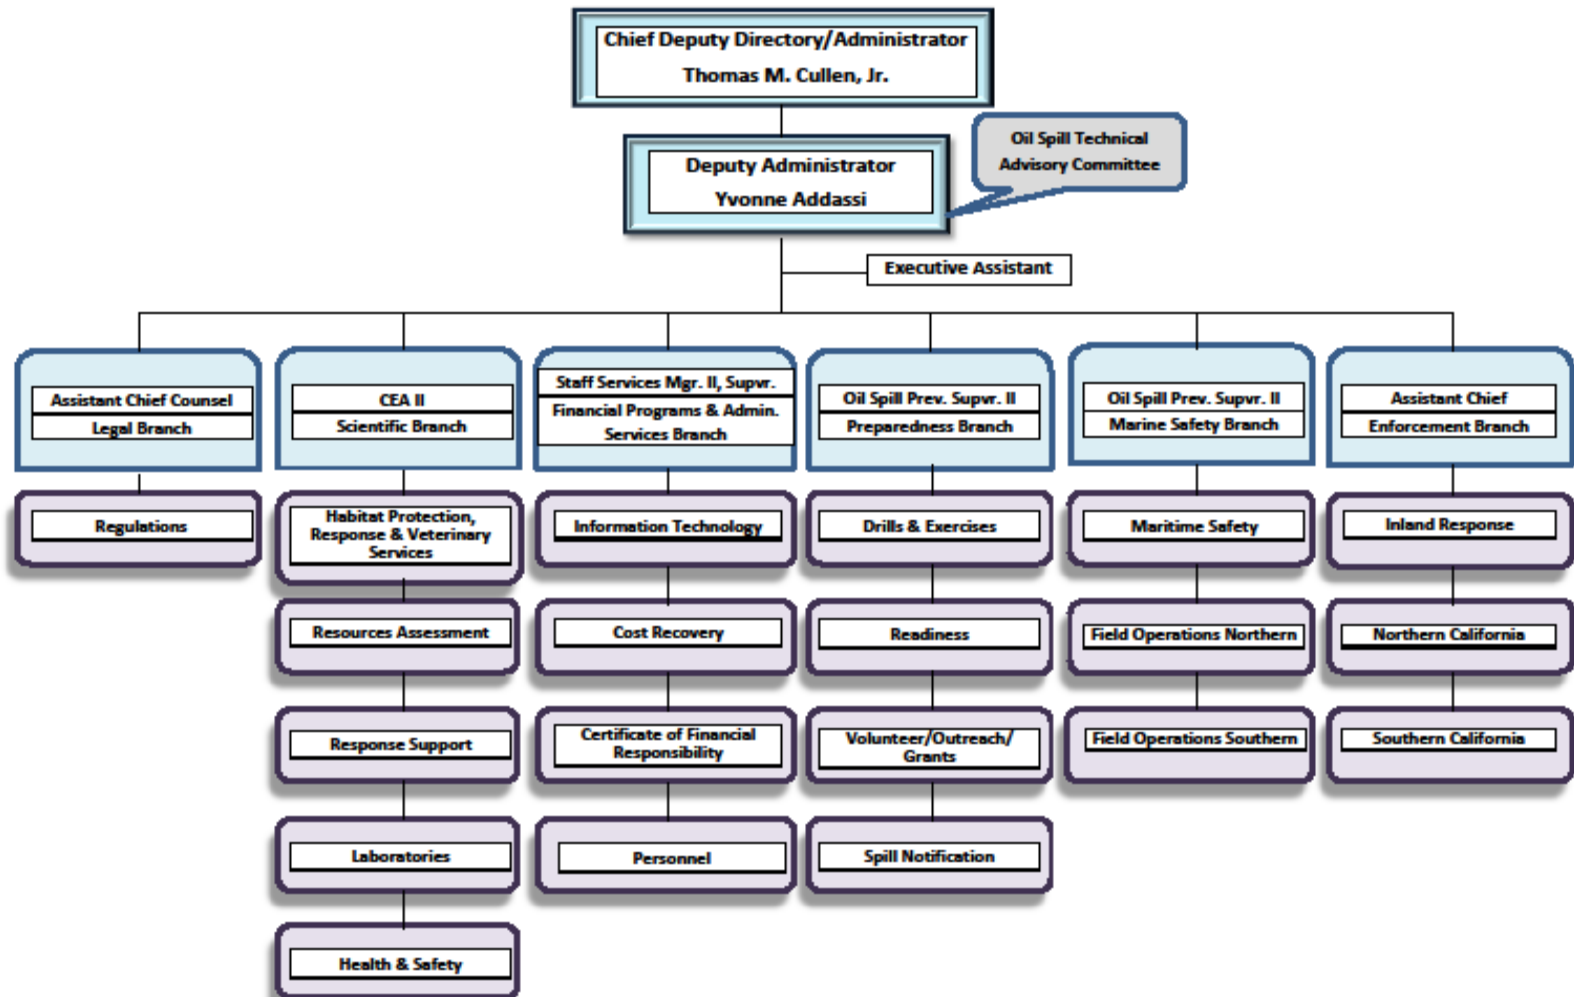 Chief Deputy Directory/Administrator
Thomas M. Cullen, Jr.
Oil Spill Technical
Advisory Committee
Deputy Administrator
Yvonne Addassi
Executive Assistant
Assistant Chief Counsel
Legal Branch
Regulations
CEA II
Scientific Branch
Habitat Protection,
Response & Veterinary
Services
Resources Assessment
Response Support
Laboratories
Health & Safety
Staff Services Mgr. II, Supvr.
Financial Programs & Admin.
Services Branch
Information Technology
Cost Recovery
Certificate of Financial
Responsibility
Personnel
Oil Spill Prev. Supvr. II
Preparedness Branch
Drills & Exercises
Readiness
Volunteer/Outreach/
Grants
Spill Notification
Oil Spill Prev. Supvr. II
Marine Safety Branch
Maritime Safety
Field Operations Northern
Field Operations Southern
Assistant Chief
Enforcement Branch
Inland Response
Northern California
Southern California